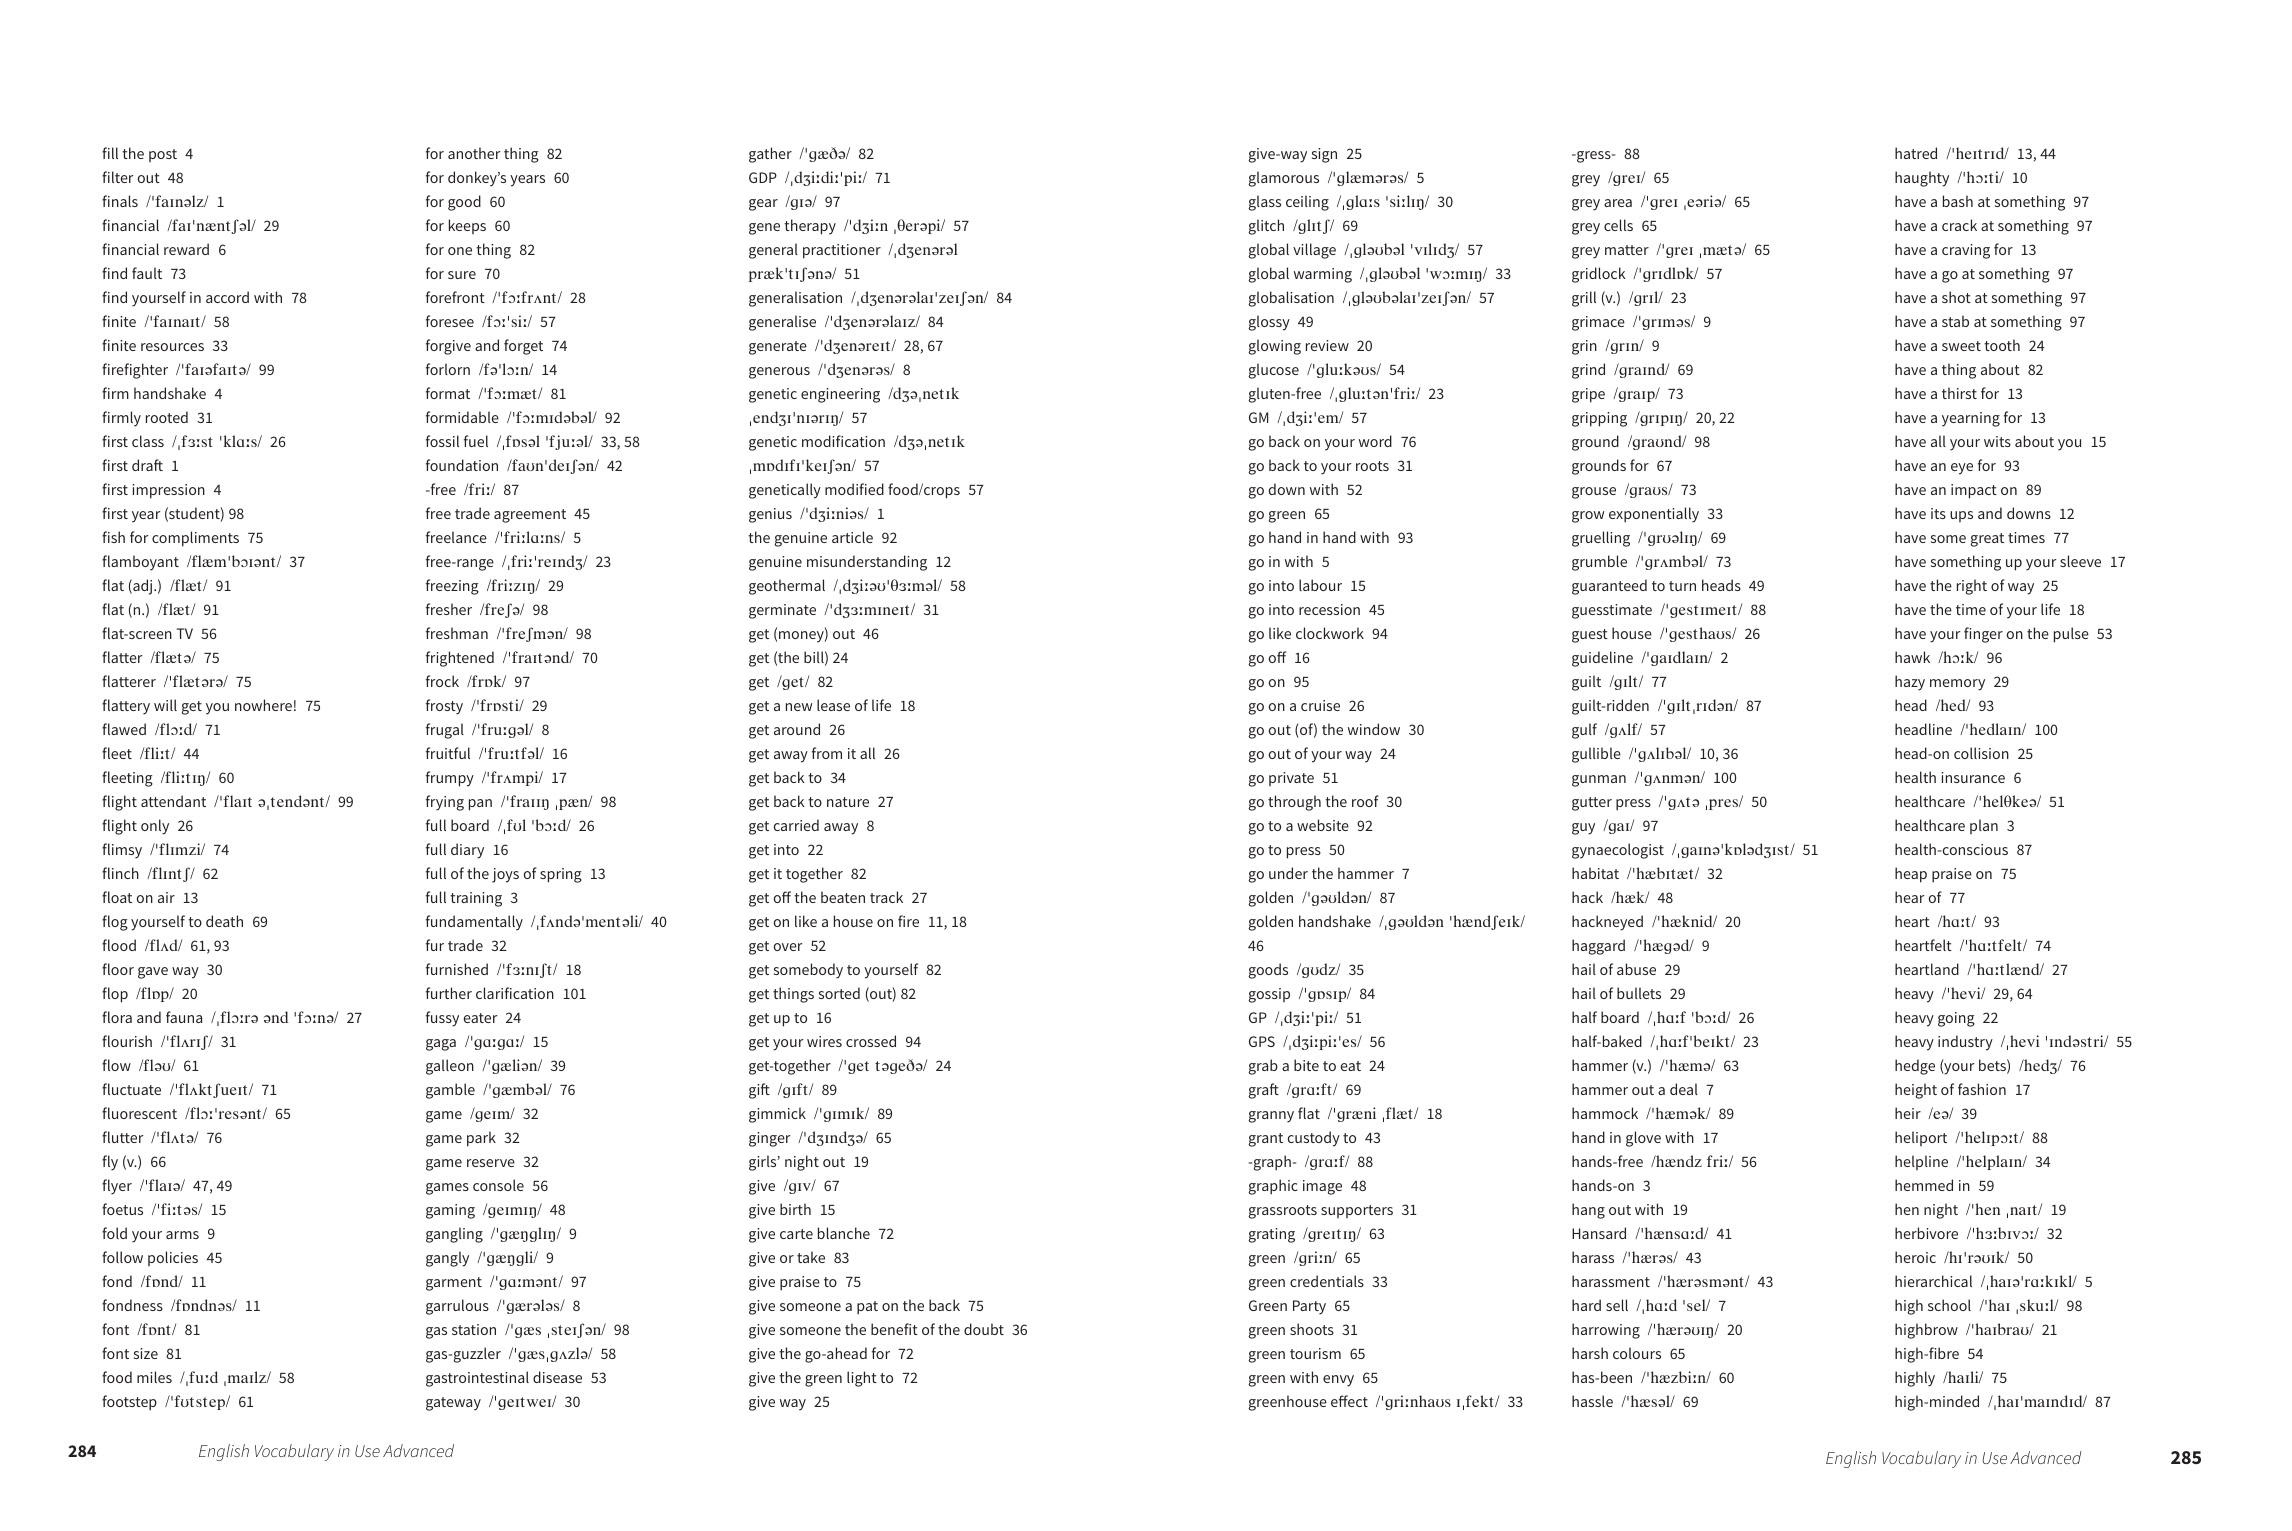 fill the post 4
filter out 48
finals /ˈfaɪnəlz/ 1
financial /faɪˈnæntʃəl/ 29
financial reward 6
find fault 73
find yourself in accord with 78
finite /ˈfaɪnaɪt/ 58
finite resources 33
firefighter /ˈfaɪəfaɪtə/ 99
firm handshake 4
firmly rooted 31
first class /ˌfɜːst ˈklɑːs/ 26
first draft 1
first impression 4
first year (student) 98
fish for compliments 75
flamboyant /flæmˈbɔɪənt/ 37
flat (adj.) /flæt/ 91
flat (n.) /flæt/ 91
flat-screen TV 56
flatter /flætə/ 75
flatterer /ˈflætərə/ 75
flattery will get you nowhere! 75
flawed /flɔːd/ 71
fleet /fliːt/ 44
fleeting /fliːtɪŋ/ 60
flight attendant /ˈflaɪt əˌtendənt/ 99
flight only 26
flimsy /ˈflɪmzi/ 74
flinch /flɪntʃ/ 62
float on air 13
flog yourself to death 69
flood /flʌd/ 61, 93
floor gave way 30
flop /flɒp/ 20
flora and fauna /ˌflɔːrə ənd ˈfɔːnə/ 27
flourish /ˈflʌrɪʃ/ 31
flow /fləʊ/ 61
fluctuate /ˈflʌktʃueɪt/ 71
fluorescent /flɔːˈresənt/ 65
flutter /ˈflʌtə/ 76
fly (v.) 66
flyer /ˈflaɪə/ 47, 49
foetus /ˈfiːtəs/ 15
fold your arms 9
follow policies 45
fond /fɒnd/ 11
fondness /fɒndnəs/ 11
font /fɒnt/ 81
font size 81
food miles /ˌfuːd ˌmaɪlz/ 58
footstep /ˈfʊtstep/ 61
for another thing 82
for donkey’s years 60
for good 60
for keeps 60
for one thing 82
for sure 70
forefront /ˈfɔːfrʌnt/ 28
foresee /fɔːˈsiː/ 57
forgive and forget 74
forlorn /fəˈlɔːn/ 14
format /ˈfɔːmæt/ 81
formidable /ˈfɔːmɪdəbəl/ 92
fossil fuel /ˌfɒsəl ˈfjuːəl/ 33, 58
foundation /faʊnˈdeɪʃən/ 42
-free /friː/ 87
free trade agreement 45
freelance /ˈfriːlɑːns/ 5
free-range /ˌfriːˈreɪndʒ/ 23
freezing /friːzɪŋ/ 29
fresher /freʃə/ 98
freshman /ˈfreʃmən/ 98
frightened /ˈfraɪtənd/ 70
frock /frɒk/ 97
frosty /ˈfrɒsti/ 29
frugal /ˈfruːgəl/ 8
fruitful /ˈfruːtfəl/ 16
frumpy /ˈfrʌmpi/ 17
frying pan /ˈfraɪɪŋ ˌpæn/ 98
full board /ˌfʊl ˈbɔːd/ 26
full diary 16
full of the joys of spring 13
full training 3
fundamentally /ˌfʌndəˈmentəli/ 40
fur trade 32
furnished /ˈfɜːnɪʃt/ 18
further clarification 101
fussy eater 24
gaga /ˈgɑːgɑː/ 15
galleon /ˈgæliən/ 39
gamble /ˈgæmbəl/ 76
game /geɪm/ 32
game park 32
game reserve 32
games console 56
gaming /geɪmɪŋ/ 48
gangling /ˈgæŋglɪŋ/ 9
gangly /ˈgæŋgli/ 9
garment /ˈgɑːmənt/ 97
garrulous /ˈgærələs/ 8
gas station /ˈgæs ˌsteɪʃən/ 98
gas-guzzler /ˈgæsˌgʌzlə/ 58
gastrointestinal disease 53
gateway /ˈgeɪtweɪ/ 30
gather /ˈgæðə/ 82
GDP /ˌdʒiːdiːˈpiː/ 71
gear /gɪə/ 97
gene therapy /ˈdʒiːn ˌθerəpi/ 57
general practitioner /ˌdʒenərəl
prækˈtɪʃənə/ 51
generalisation /ˌdʒenərəlaɪˈzeɪʃən/ 84
generalise /ˈdʒenərəlaɪz/ 84
generate /ˈdʒenəreɪt/ 28, 67
generous /ˈdʒenərəs/ 8
genetic engineering /dʒəˌnetɪk
ˌendʒɪˈnɪərɪŋ/ 57
genetic modification /dʒəˌnetɪk
ˌmɒdɪfɪˈkeɪʃən/ 57
genetically modified food/crops 57
genius /ˈdʒiːniəs/ 1
the genuine article 92
genuine misunderstanding 12
geothermal /ˌdʒiːəʊˈθɜːməl/ 58
germinate /ˈdʒɜːmɪneɪt/ 31
get (money) out 46
get (the bill) 24
get /get/ 82
get a new lease of life 18
get around 26
get away from it all 26
get back to 34
get back to nature 27
get carried away 8
get into 22
get it together 82
get off the beaten track 27
get on like a house on fire 11, 18
get over 52
get somebody to yourself 82
get things sorted (out) 82
get up to 16
get your wires crossed 94
get-together /ˈget təgeðə/ 24
gift /gɪft/ 89
gimmick /ˈgɪmɪk/ 89
ginger /ˈdʒɪndʒə/ 65
girls’ night out 19
give /gɪv/ 67
give birth 15
give carte blanche 72
give or take 83
give praise to 75
give someone a pat on the back 75
give someone the benefit of the doubt 36
give the go-ahead for 72
give the green light to 72
give way 25
284 English Vocabulary in Use Advanced
give-way sign 25
glamorous /ˈglæmərəs/ 5
glass ceiling /ˌglɑːs ˈsiːlɪŋ/ 30
glitch /glɪtʃ/ 69
global village /ˌgləʊbəl ˈvɪlɪdʒ/ 57
global warming /ˌgləʊbəl ˈwɔːmɪŋ/ 33
globalisation /ˌgləʊbəlaɪˈzeɪʃən/ 57
glossy 49
glowing review 20
glucose /ˈgluːkəʊs/ 54
gluten-free /ˌgluːtənˈfriː/ 23
GM /ˌdʒiːˈem/ 57
go back on your word 76
go back to your roots 31
go down with 52
go green 65
go hand in hand with 93
go in with 5
go into labour 15
go into recession 45
go like clockwork 94
go off 16
go on 95
go on a cruise 26
go out (of) the window 30
go out of your way 24
go private 51
go through the roof 30
go to a website 92
go to press 50
go under the hammer 7
golden /ˈgəʊldən/ 87
golden handshake /ˌgəʊldən ˈhændʃeɪk/
46
goods /gʊdz/ 35
gossip /ˈgɒsɪp/ 84
GP /ˌdʒiːˈpiː/ 51
GPS /ˌdʒiːpiːˈes/ 56
grab a bite to eat 24
graft /grɑːft/ 69
granny flat /ˈgræni ˌflæt/ 18
grant custody to 43
-graph- /grɑːf/ 88
graphic image 48
grassroots supporters 31
grating /greɪtɪŋ/ 63
green /griːn/ 65
green credentials 33
Green Party 65
green shoots 31
green tourism 65
green with envy 65
greenhouse effect /ˈgriːnhaʊs ɪˌfekt/ 33
-gress- 88
grey /greɪ/ 65
grey area /ˈgreɪ ˌeəriə/ 65
grey cells 65
grey matter /ˈgreɪ ˌmætə/ 65
gridlock /ˈgrɪdlɒk/ 57
grill (v.) /grɪl/ 23
grimace /ˈgrɪməs/ 9
grin /grɪn/ 9
grind /graɪnd/ 69
gripe /graɪp/ 73
gripping /grɪpɪŋ/ 20, 22
ground /graʊnd/ 98
grounds for 67
grouse /graʊs/ 73
grow exponentially 33
gruelling /ˈgrʊəlɪŋ/ 69
grumble /ˈgrʌmbəl/ 73
guaranteed to turn heads 49
guesstimate /ˈgestɪmeɪt/ 88
guest house /ˈgesthaʊs/ 26
guideline /ˈgaɪdlaɪn/ 2
guilt /gɪlt/ 77
guilt-ridden /ˈgɪltˌrɪdən/ 87
gulf /gʌlf/ 57
gullible /ˈgʌlɪbəl/ 10, 36
gunman /ˈgʌnmən/ 100
gutter press /ˈgʌtə ˌpres/ 50
guy /gaɪ/ 97
gynaecologist /ˌgaɪnəˈkɒlədʒɪst/ 51
habitat /ˈhæbɪtæt/ 32
hack /hæk/ 48
hackneyed /ˈhæknid/ 20
haggard /ˈhægəd/ 9
hail of abuse 29
hail of bullets 29
half board /ˌhɑːf ˈbɔːd/ 26
half-baked /ˌhɑːfˈbeɪkt/ 23
hammer (v.) /ˈhæmə/ 63
hammer out a deal 7
hammock /ˈhæmək/ 89
hand in glove with 17
hands-free /hændz friː/ 56
hands-on 3
hang out with 19
Hansard /ˈhænsɑːd/ 41
harass /ˈhærəs/ 43
harassment /ˈhærəsmənt/ 43
hard sell /ˌhɑːd ˈsel/ 7
harrowing /ˈhærəʊɪŋ/ 20
harsh colours 65
has-been /ˈhæzbiːn/ 60
hassle /ˈhæsəl/ 69
hatred /ˈheɪtrɪd/ 13, 44
haughty /ˈhɔːti/ 10
have a bash at something 97
have a crack at something 97
have a craving for 13
have a go at something 97
have a shot at something 97
have a stab at something 97
have a sweet tooth 24
have a thing about 82
have a thirst for 13
have a yearning for 13
have all your wits about you 15
have an eye for 93
have an impact on 89
have its ups and downs 12
have some great times 77
have something up your sleeve 17
have the right of way 25
have the time of your life 18
have your finger on the pulse 53
hawk /hɔːk/ 96
hazy memory 29
head /hed/ 93
headline /ˈhedlaɪn/ 100
head-on collision 25
health insurance 6
healthcare /ˈhelθkeə/ 51
healthcare plan 3
health-conscious 87
heap praise on 75
hear of 77
heart /hɑːt/ 93
heartfelt /ˈhɑːtfelt/ 74
heartland /ˈhɑːtlænd/ 27
heavy /ˈhevi/ 29, 64
heavy going 22
heavy industry /ˌhevi ˈɪndəstri/ 55
hedge (your bets) /hedʒ/ 76
height of fashion 17
heir /eə/ 39
heliport /ˈhelɪpɔːt/ 88
helpline /ˈhelplaɪn/ 34
hemmed in 59
hen night /ˈhen ˌnaɪt/ 19
herbivore /ˈhɜːbɪvɔː/ 32
heroic /hɪˈrəʊɪk/ 50
hierarchical /ˌhaɪəˈrɑːkɪkl/ 5
high school /ˈhaɪ ˌskuːl/ 98
highbrow /ˈhaɪbraʊ/ 21
high-fibre 54
highly /haɪli/ 75
high-minded /ˌhaɪˈmaɪndɪd/ 87
English Vocabulary in Use Advanced 285